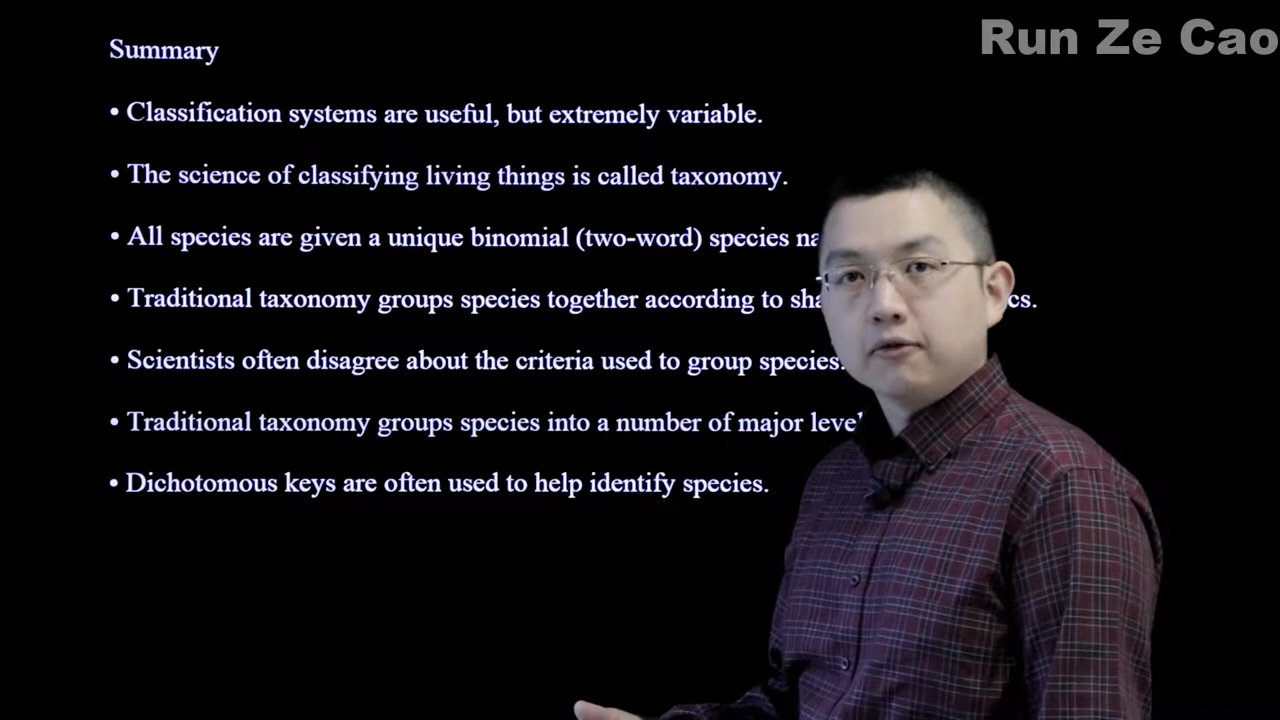 Run Ze Cao
Summary
• Classification systems are useful, but extremely variable.
• The science of classifying living things is called taxonomy.
• All species are given a unique binomial (two-word) species
• Traditional taxonomy groups species together according to
• Scientists often disagree about the criteria used to group species.
• Traditional taxonomy groups species into a number of major
• Dichotomous keys are often used to help identify species.